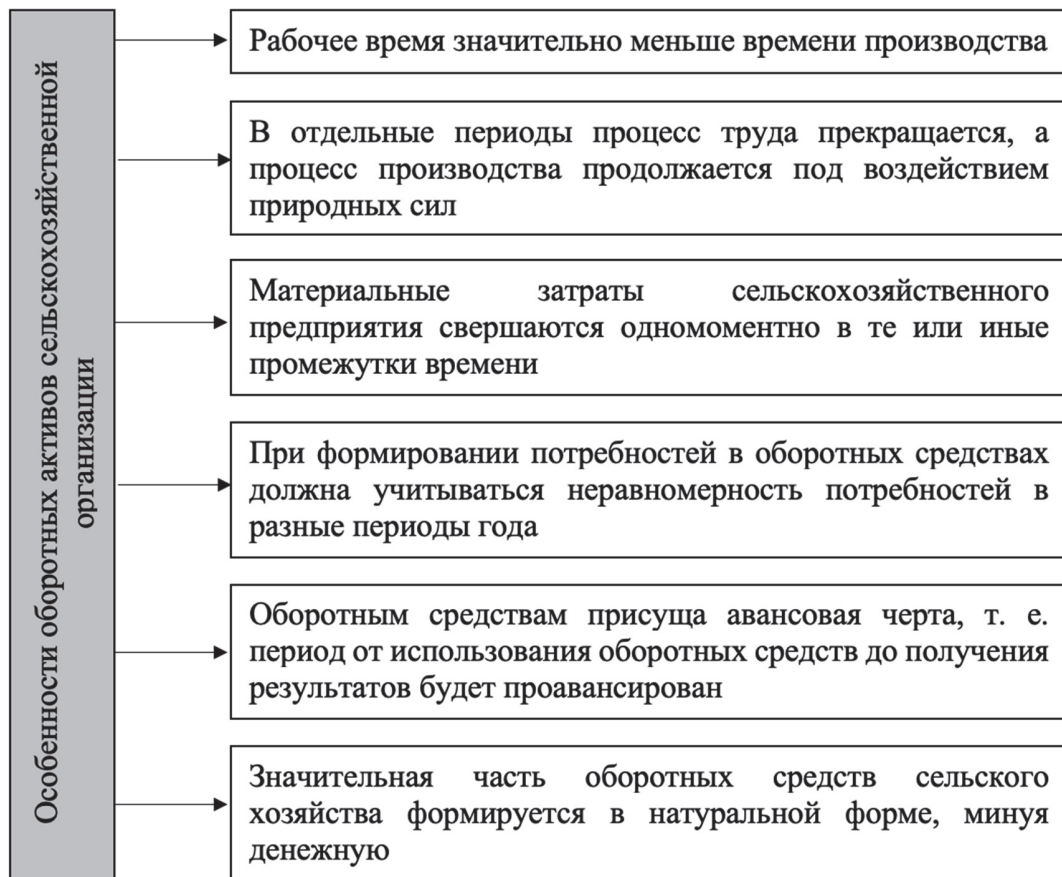 Особенности оборотных активов сельскохозяйственной
организации
Рабочее время значительно меньше времени производства
В отдельные периоды процесс труда прекращается, а
процесс производства продолжается под воздействием
природных сил
Материальные затраты сельскохозяйственного
предприятия свершаются одномоментно в те или иные
промежутки времени
При формировании потребностей в оборотных средствах
должна учитываться неравномерность потребностей в
разные периоды года
Оборотным средствам присуща авансовая черта, т. е.
период от использования оборотных средств до получения
результатов будет проавансирован
Значительная часть оборотных средств сельского
хозяйства формируется в натуральной форме, минуя
денежную